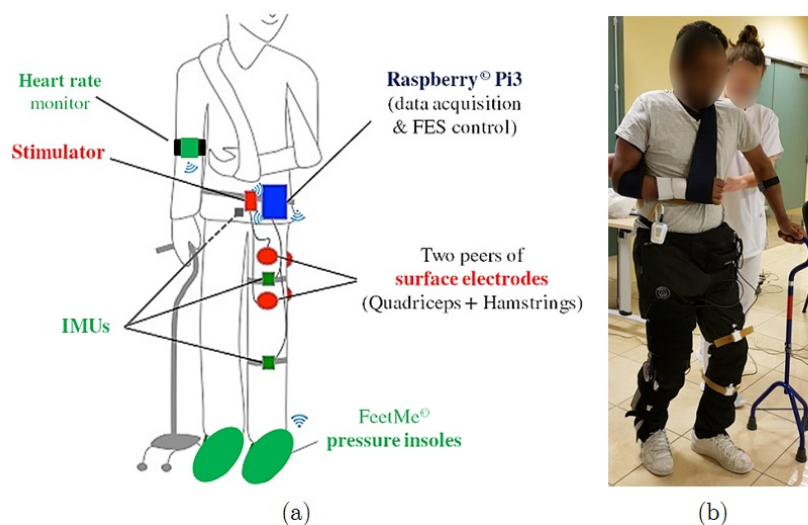 Heart rate
monitor
Stimulator
Raspberry© Pi3
(data acquisition
& FES control)
Two peers of
surface electrodes
(Quadriceps + Hamstrings)
IMUs
FeetMe©
pressure insoles
(a)
(b)